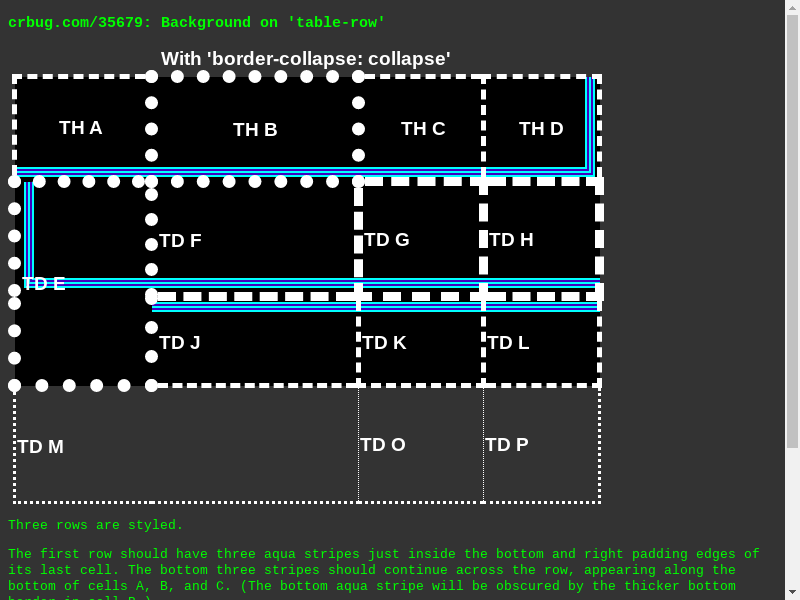 crbug.com/35679: Background on 'table-row'
With 'border-collapse: collapse'
TH A
TH B
TH C
TH D
TD E
TD F
TD G
TD H
TD J
TD K
TD L
TD M
TD O
TD P
Three rows are styled.
The first row should have three aqua stripes just inside the bottom and right padding edges of
its last cell. The bottom three stripes should continue across the row, appearing along the
bottom of cells A, B, and C. (The bottom aqua stripe will be obscured by the thicker bottom
border in cell B.)